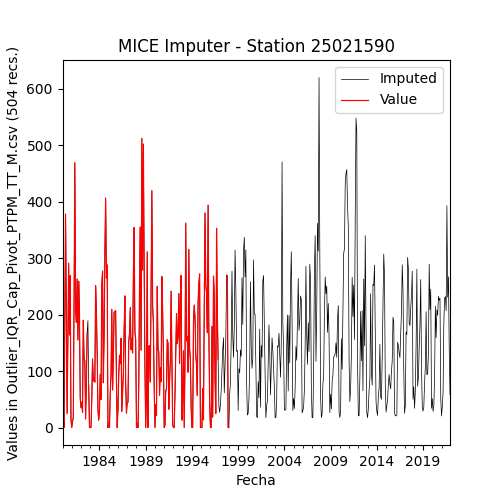 MICE Imputer - Station 25021590
Values in Outlier_IQR_Cap_Pivot_PTPM_TT_M.csv (504 recs.)
600
500
400
300
200
100
0
Imputed
Value
1984 1989 1994 1999 2004 2009 2014 2019
Fecha